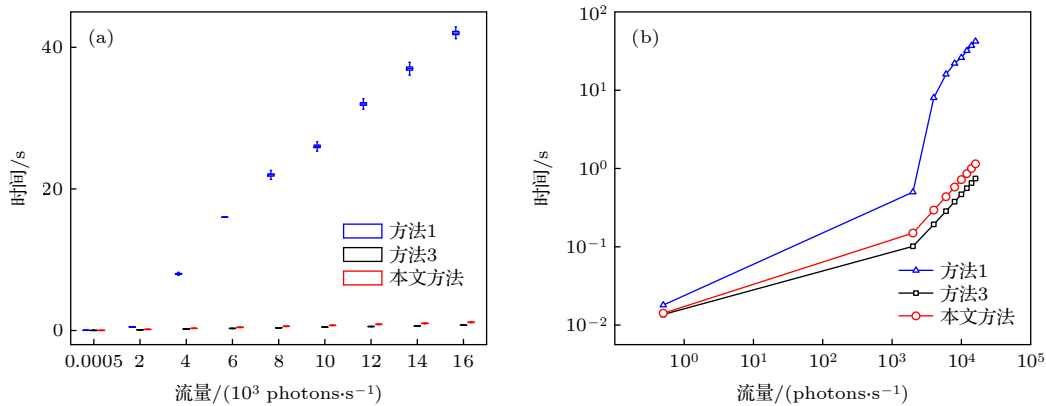 (a)
时间/s
40
20
0
方法1
方法3
本文方法
0.0005 2 4 6 8 10 12 14 16
流量/(10³ photons·s⁻¹)
(b)
时间/s
10²
10¹
10⁰
10⁻¹
10⁻²
方法1
方法3
本文方法
10⁰ 10¹ 10² 10³ 10⁴ 10⁵
流量/(photons·s⁻¹)